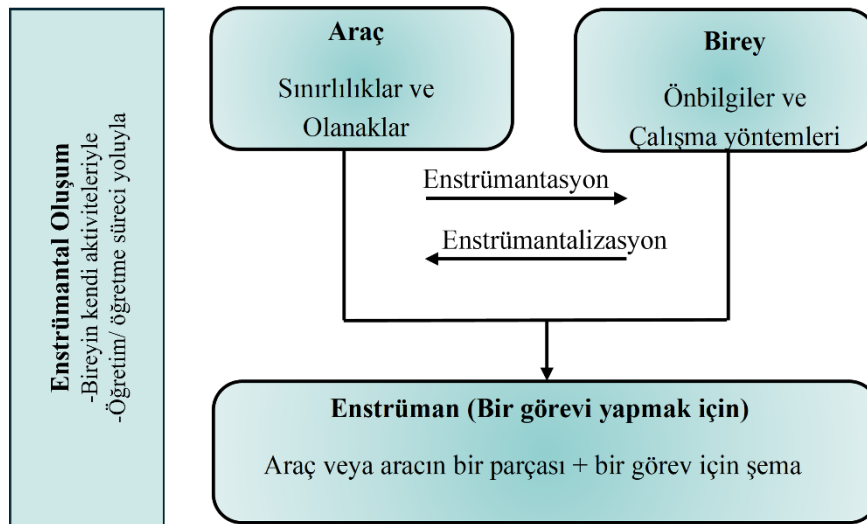 Enstrümantal Oluşum
-Bireyin kendi aktiviteleriyle
-Öğretim/ öğretme süreci yoluyla
Araç
Sınırlılıklar ve
Olanaklar
Birey
Önbilgiler ve
Çalışma yöntemleri
Enstrümantasyon
Enstrümantalizasyon
Enstrüman (Bir görevi yapmak için)
Araç veya aracın bir parçası + bir görev için şema